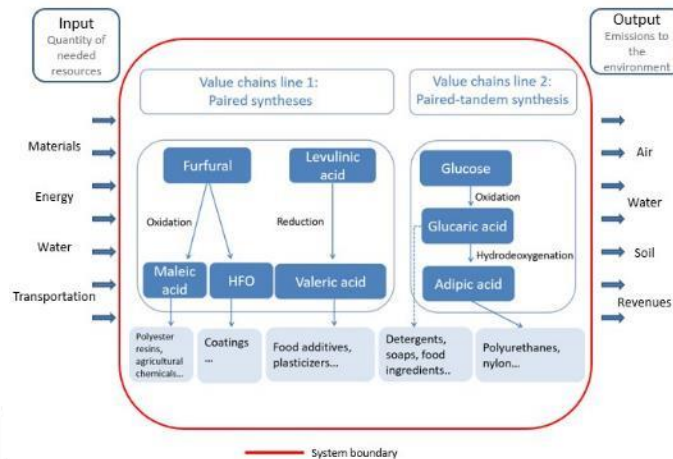 Input
Quantity of
needed
resources
Output
Emissions to
the
environment
Value chains line 1:
Paired syntheses
Value chains line 2:
Paired-tandem synthesis
Materials
Energy
Water
Transportation
Furfural
Levulinic
acid
Oxidation
Reduction
Maleic
acid
HFO
Valeric acid
Glucose
Oxidation
Glucaric acid
Hydrodeoxygenation
Adipic acid
Air
Water
Soil
Revenues
Polyester
resins,
agricultural
chemicals...
Coatings
...
Food additives,
plasticizers...
Detergents,
soaps, food
ingredients..
Polyurethanes,
nylon...
System boundary